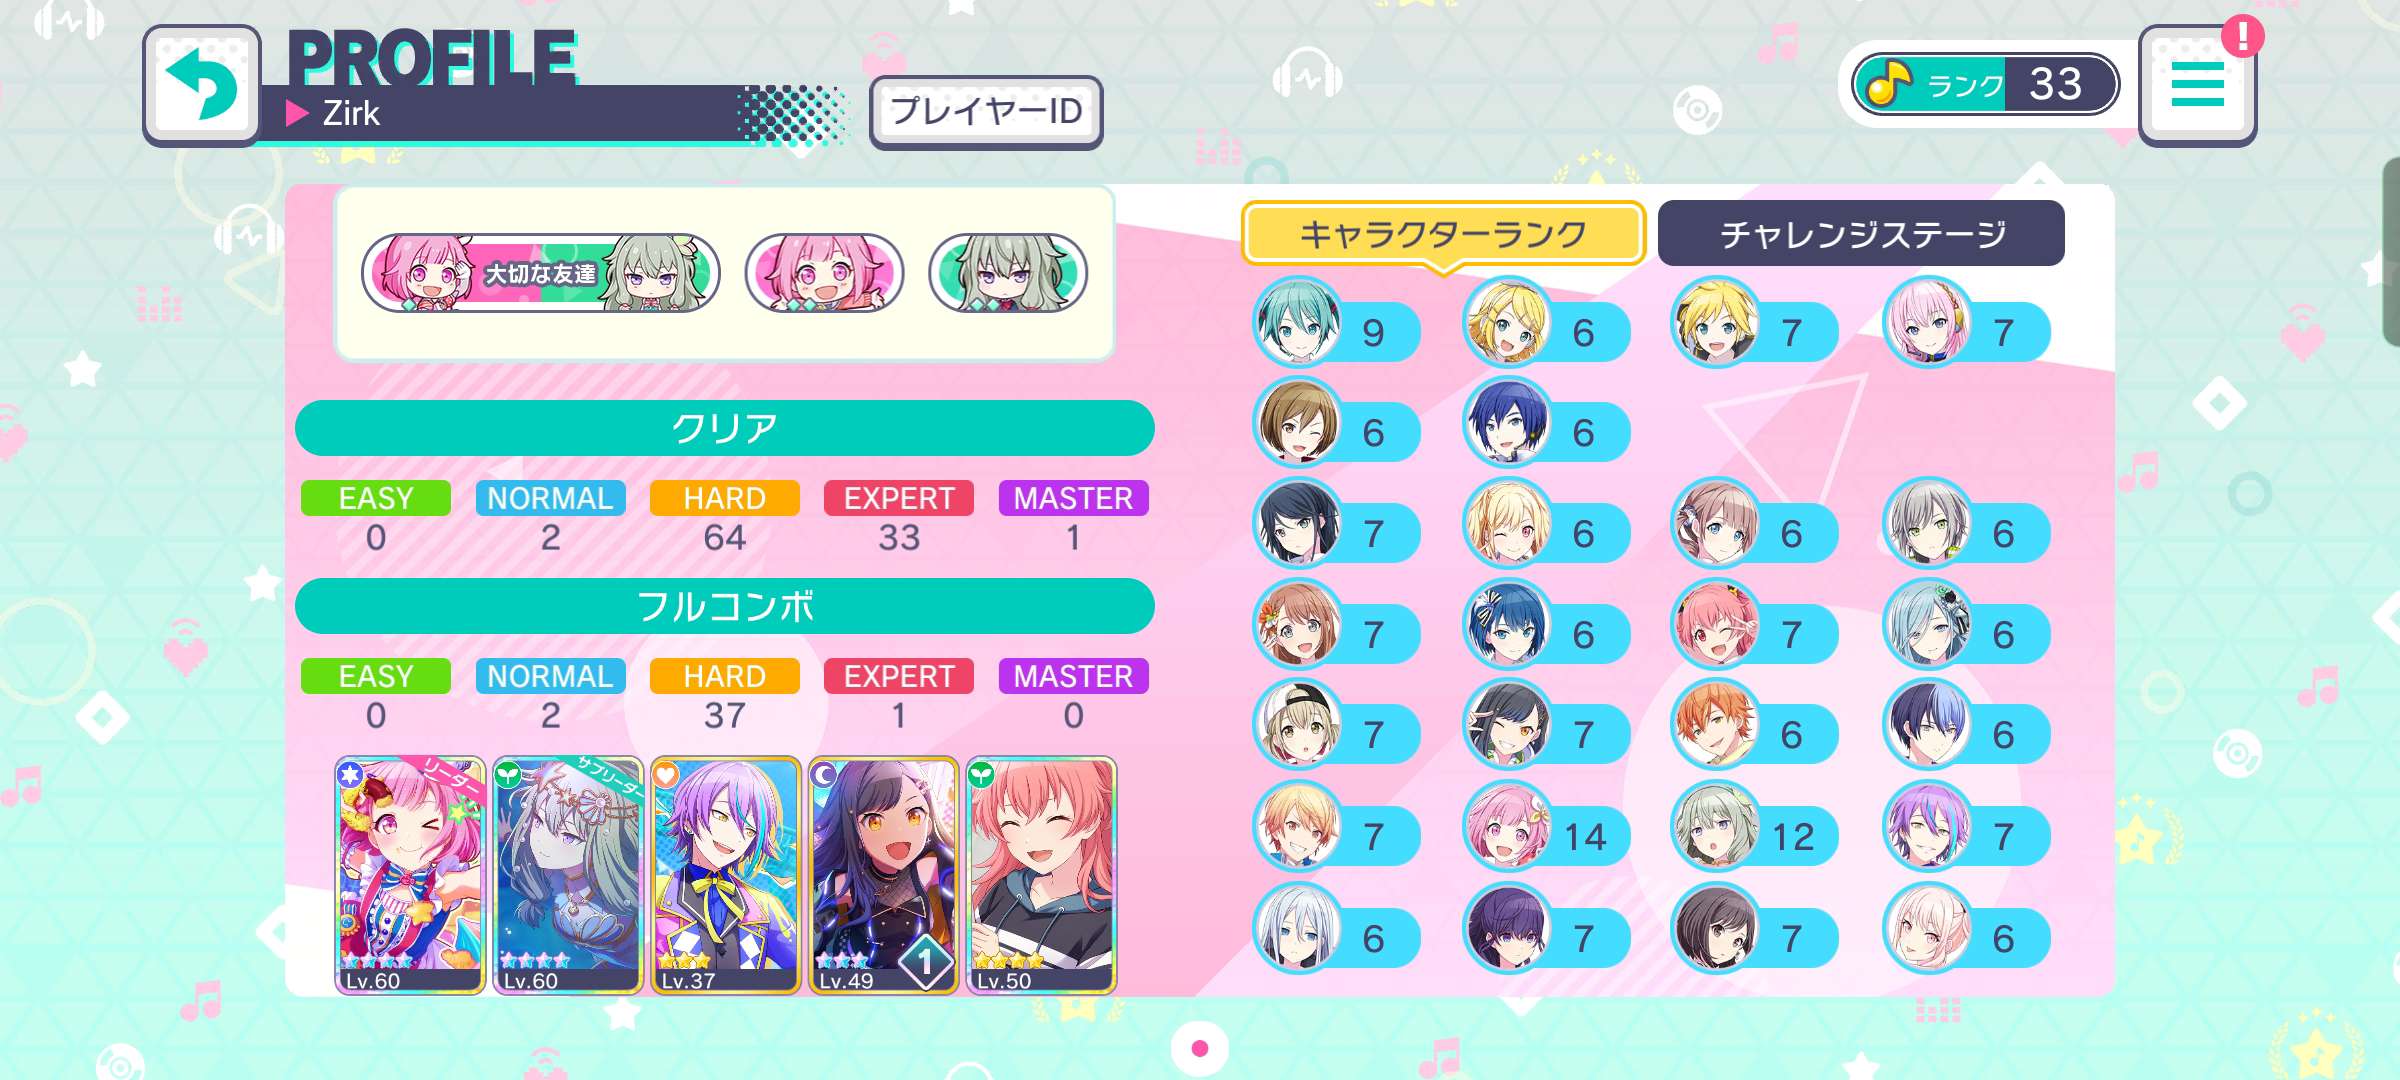 PROFILE
Zirk
プレイヤーID
ランク 33
!
大切な友達
キャラクターランク
チャレンジステージ
クリア
EASY NORMAL HARD EXPERT MASTER
0 2 64 33 1
フルコンボ
EASY NORMAL HARD EXPERT MASTER
0 2 37 1 0
リーダー
サブリーダー
1
Lv.60 Lv.60 Lv.37 Lv.49 Lv.50
9 6 7 7
6 6
7 6 6 6
7 6 7 6
7 7 6 6
7 14 12 7
6 7 7 6